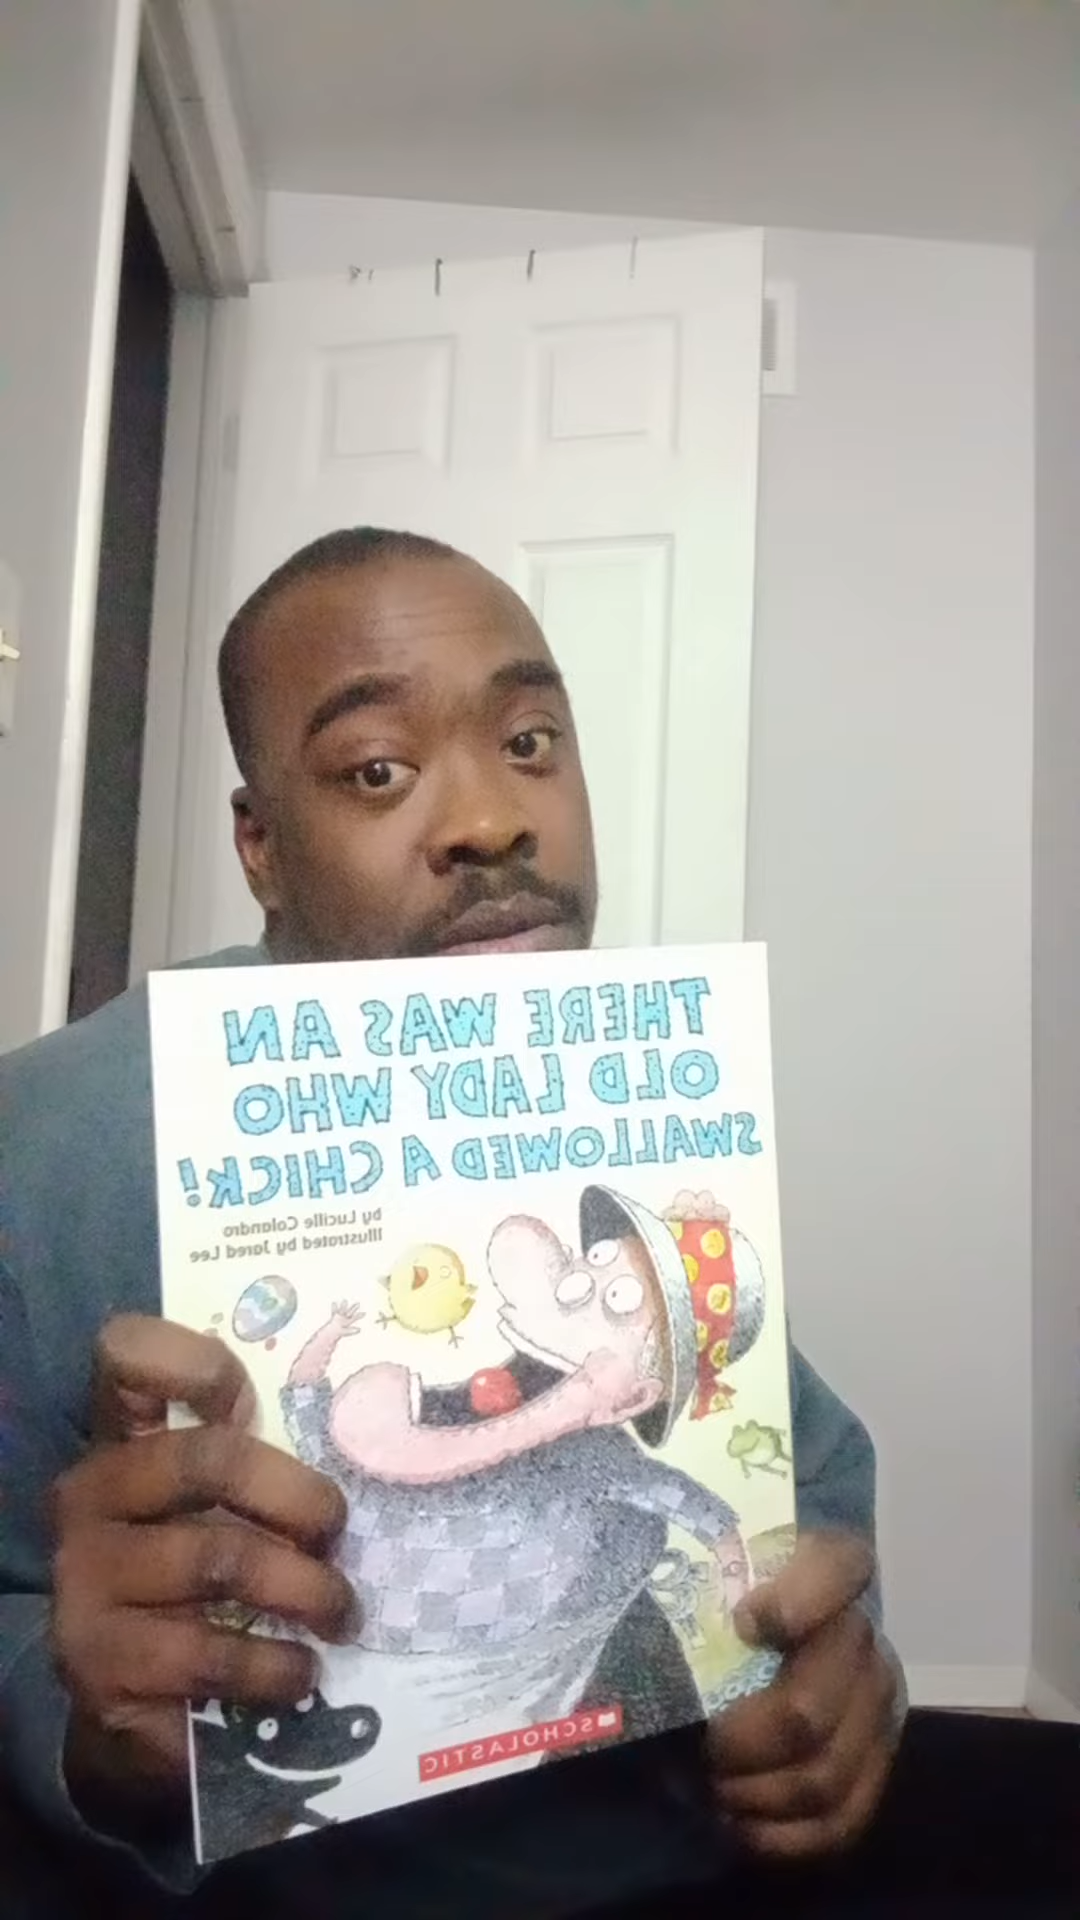 THERE WAS AN
OLD LADY WHO
SWALLOWED A CHICK!
by Lucille Colandro
Illustrated by Jared Lee
SCHOLASTIC